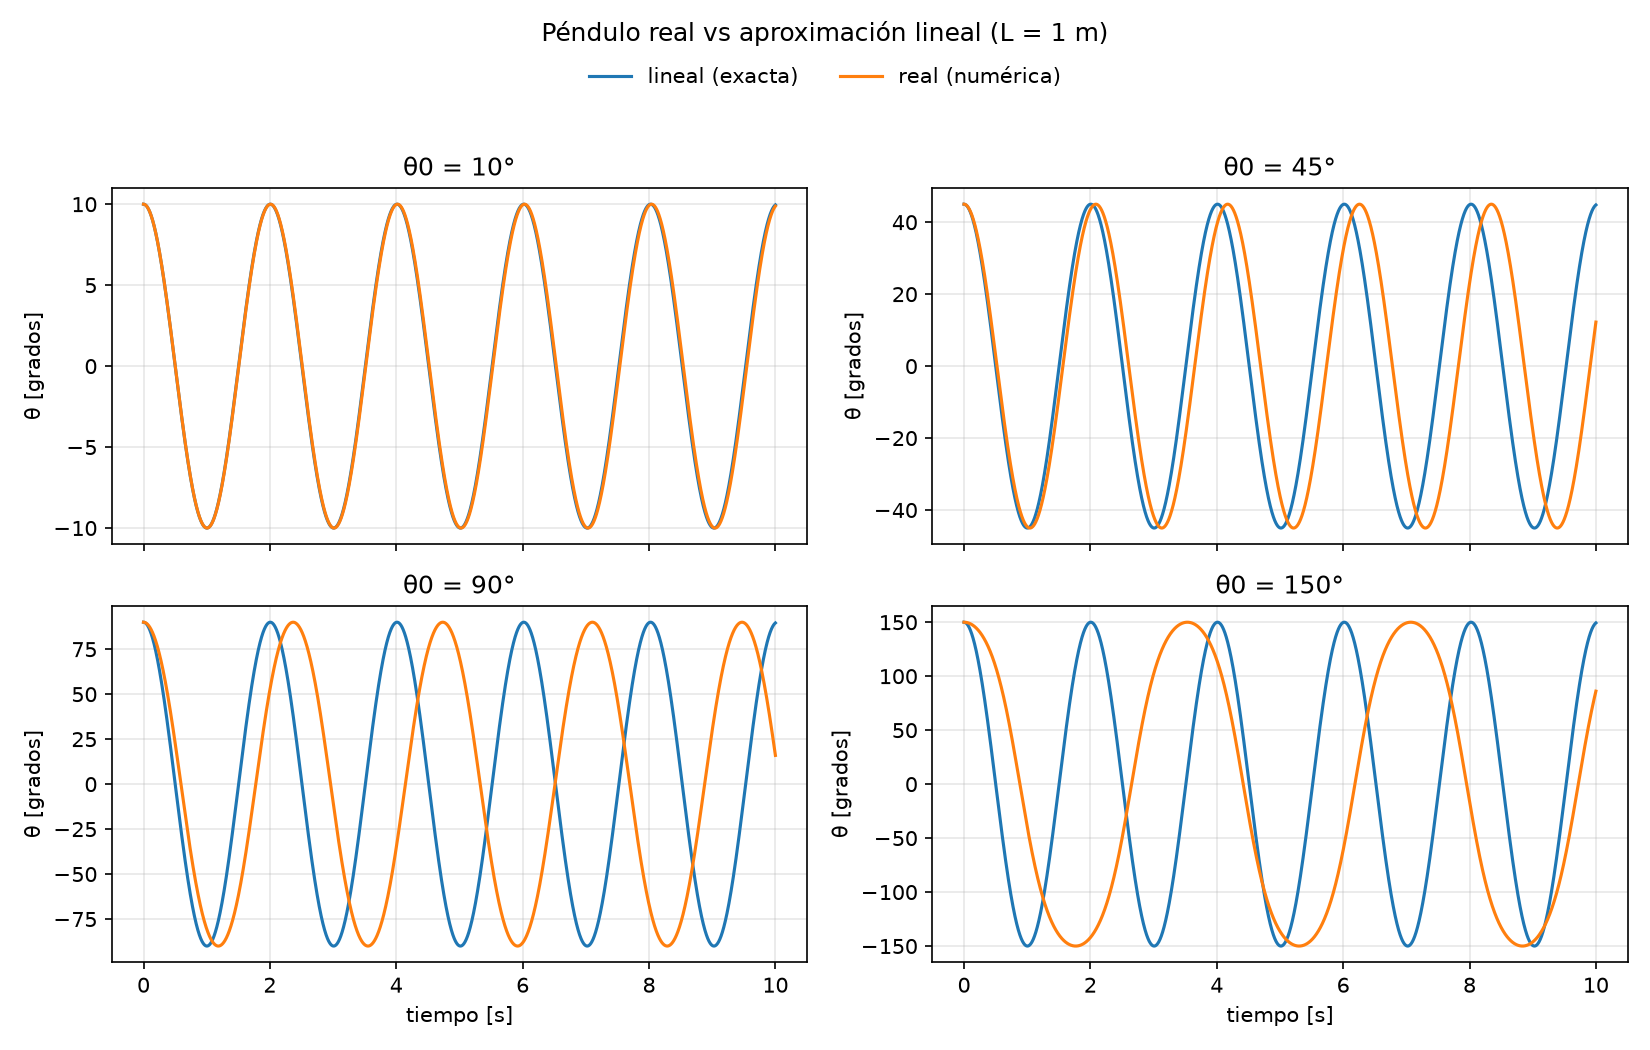 Péndulo real vs aproximación lineal (L = 1 m)
lineal (exacta) real (numérica)
θ0 = 10°
10
5
0
−5
−10
θ [grados]
θ0 = 45°
40
20
0
−20
−40
θ [grados]
θ0 = 90°
75
50
25
0
−25
−50
−75
θ [grados]
0 2 4 6 8 10
tiempo [s]
θ0 = 150°
150
100
50
0
−50
−100
−150
θ [grados]
0 2 4 6 8 10
tiempo [s]